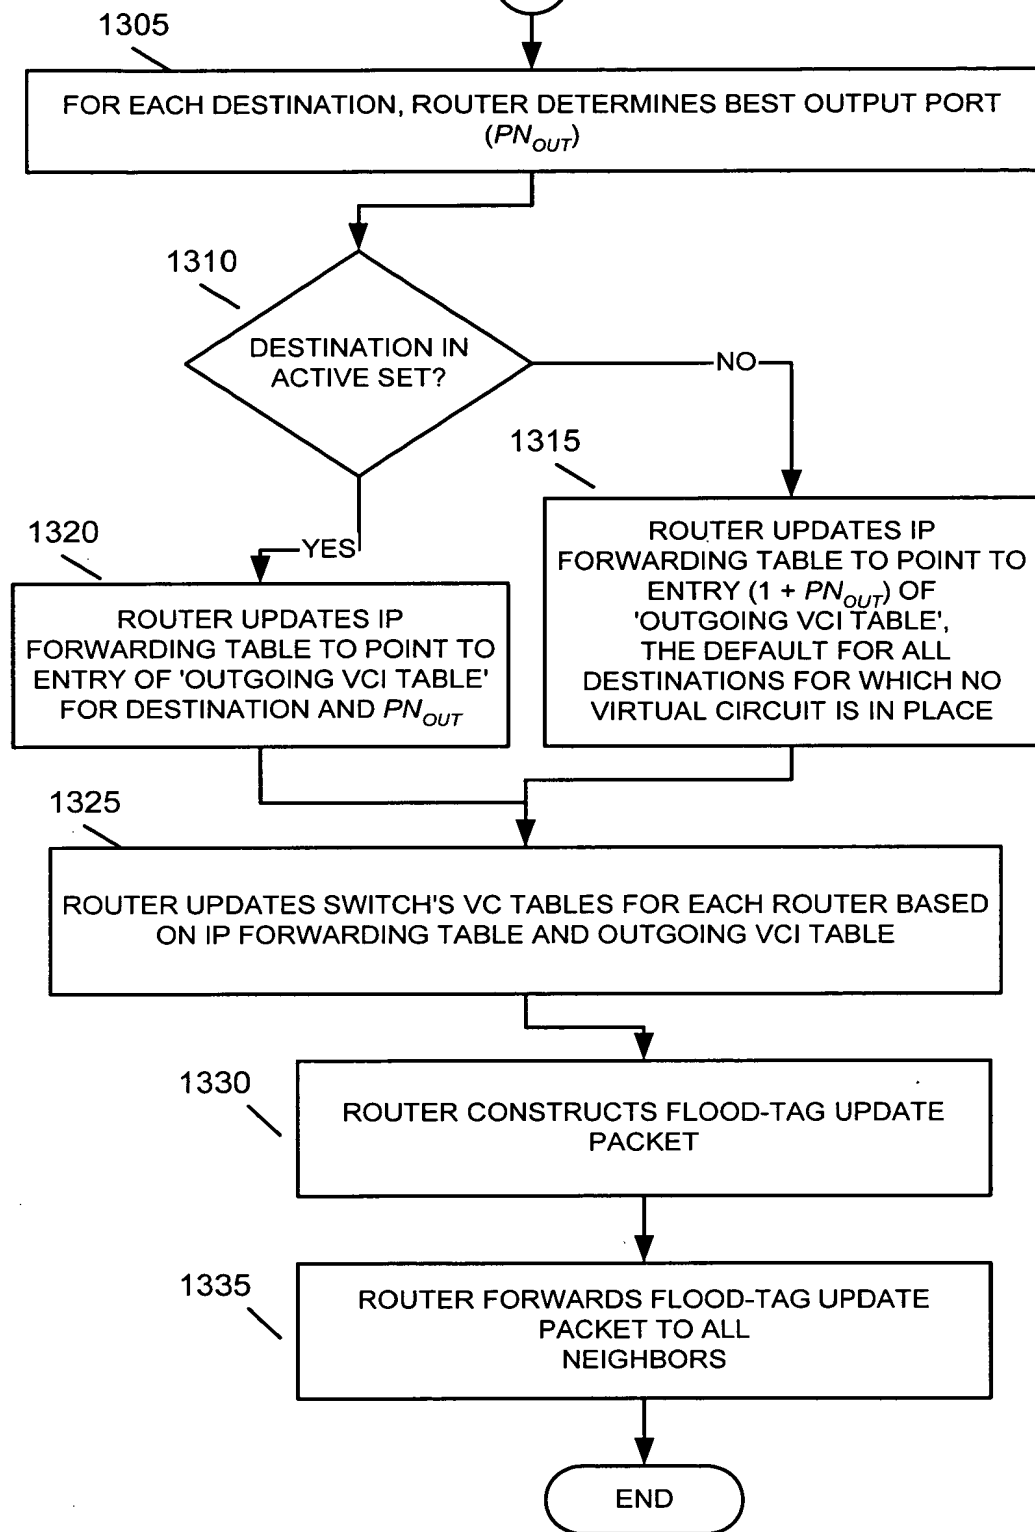 1305
FOR EACH DESTINATION, ROUTER DETERMINES BEST OUTPUT PORT
(PN_OUT)
1310
DESTINATION IN
ACTIVE SET?
NO
1315
ROUTER UPDATES IP
FORWARDING TABLE TO POINT TO
ENTRY (1 + PN_OUT) OF
'OUTGOING VCI TABLE',
THE DEFAULT FOR ALL
DESTINATIONS FOR WHICH NO
VIRTUAL CIRCUIT IS IN PLACE
YES
1320
ROUTER UPDATES IP
FORWARDING TABLE TO POINT TO
ENTRY OF 'OUTGOING VCI TABLE'
FOR DESTINATION AND PN_OUT
1325
ROUTER UPDATES SWITCH'S VC TABLES FOR EACH ROUTER BASED
ON IP FORWARDING TABLE AND OUTGOING VCI TABLE
1330
ROUTER CONSTRUCTS FLOOD-TAG UPDATE
PACKET
1335
ROUTER FORWARDS FLOOD-TAG UPDATE
PACKET TO ALL
NEIGHBORS
END